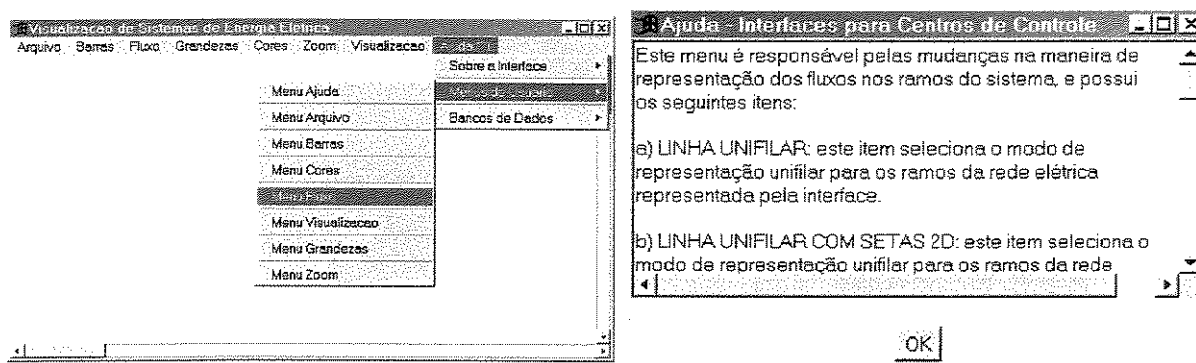 Visualizacao de Sistemas de Energia Eletrica
Arquivo Barras Fluxo Grandezas Cores Zoom Visualizacao Ajuda
Sobre a Interface
Bancos de Dados
Menu Ajuda
Menu Arquivo
Menu Barras
Menu Cores
Menu Fluxo
Menu Visualizacao
Menu Grandezas
Menu Zoom
Ajuda - Interfaces para Centros de Controle
Este menu é responsável pelas mudanças na maneira de
representação dos fluxos nos ramos do sistema, e possui
os seguintes itens:
a) LINHA UNIFILAR: este item seleciona o modo de
representação unifilar para os ramos da rede elétrica
representada pela interface.
b) LINHA UNIFILAR COM SETAS 2D: este item seleciona o
modo de representação unifilar para os ramos da rede
OK